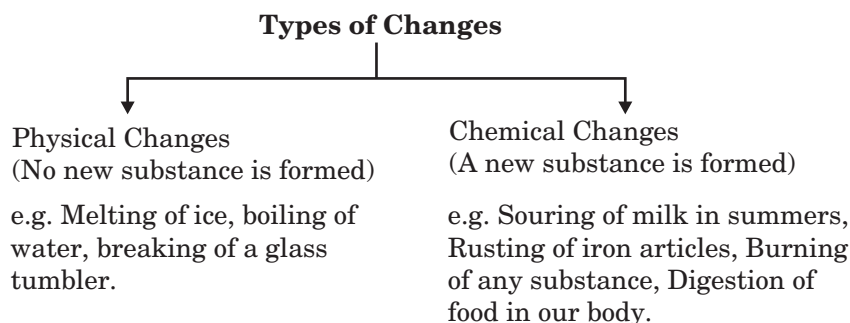 Types of Changes
Physical Changes
(No new substance is formed)
e.g. Melting of ice, boiling of
water, breaking of a glass
tumbler.
Chemical Changes
(A new substance is formed)
e.g. Souring of milk in summers,
Rusting of iron articles, Burning
of any substance, Digestion of
food in our body.